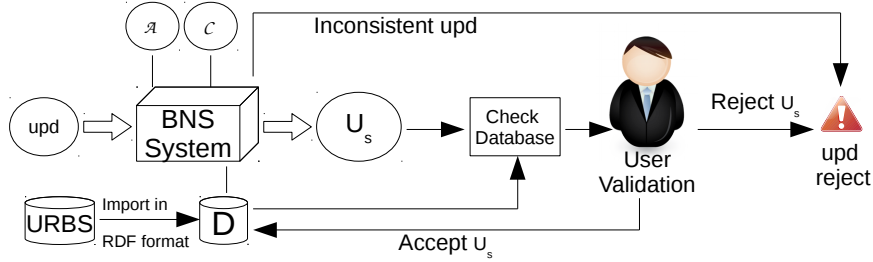 𝒜
𝒞
Inconsistent upd
upd
BNS
System
Uₛ
Check
Database
User
Validation
Reject Uₛ
upd
reject
URBS
Import in
RDF format
D
Accept Uₛ